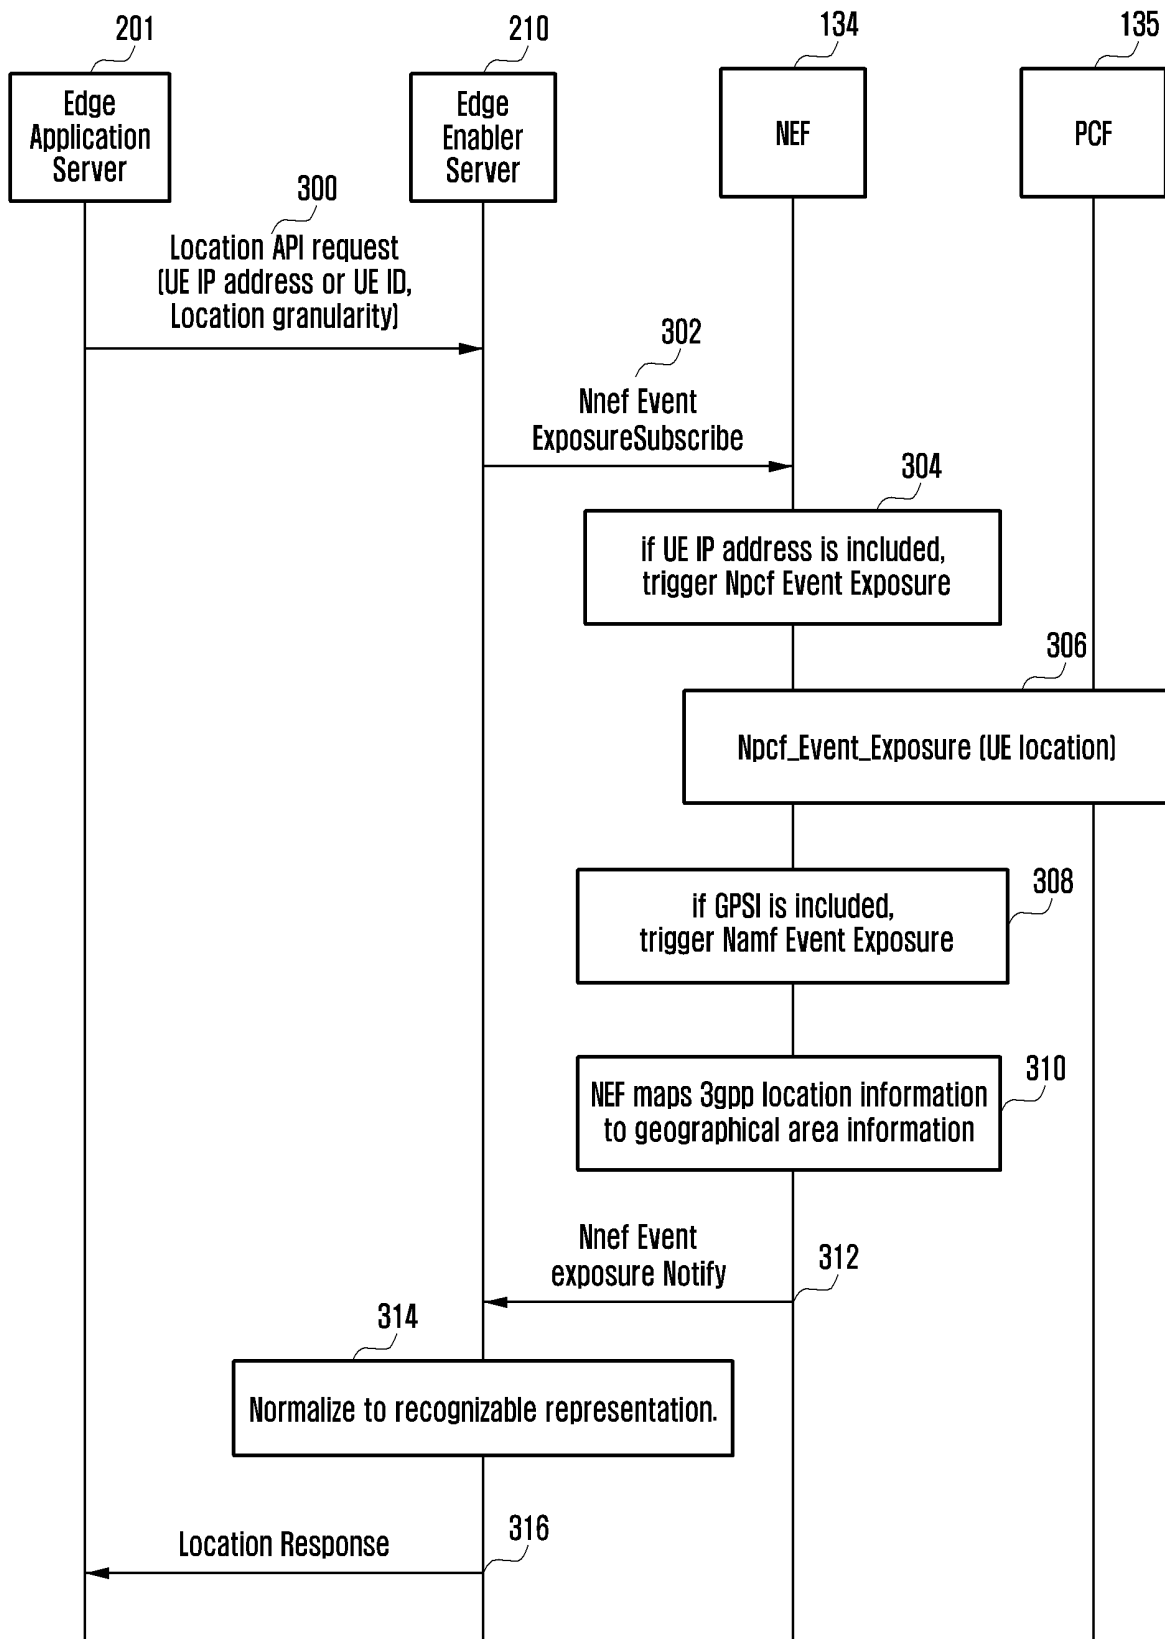 201
210
134
135
Edge
Application
Server
Edge
Enabler
Server
NEF
PCF
300
Location API request
(UE IP address or UE ID,
Location granularity)
302
Nnef Event
ExposureSubscribe
304
if UE IP address is included,
trigger Npcf Event Exposure
306
Npcf_Event_Exposure (UE location)
308
if GPSI is included,
trigger Namf Event Exposure
310
NEF maps 3gpp location information
to geographical area information
Nnef Event
exposure Notify
312
314
Normalize to recognizable representation.
Location Response
316